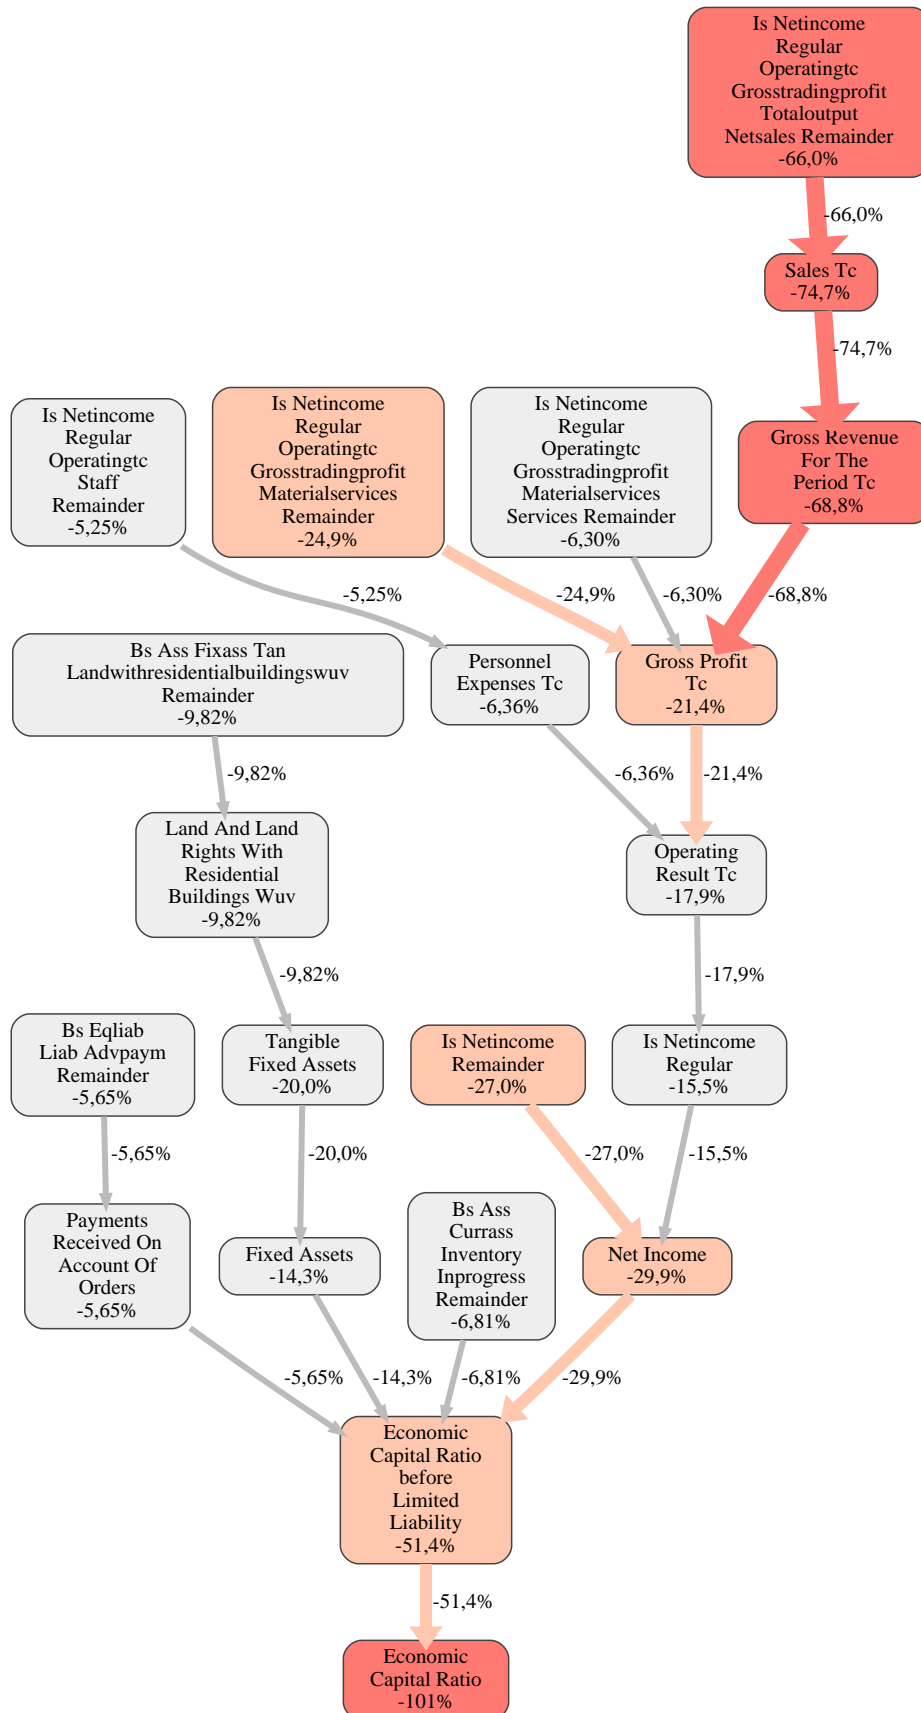 Is Netincome
Regular
Operatingtc
Grosstradingprofit
Totaloutput
Netsales Remainder
-66,0%
-66,0%
Sales Tc
-74,7%
-74,7%
Is Netincome
Regular
Operatingtc
Staff
Remainder
-5,25%
Is Netincome
Regular
Operatingtc
Grosstradingprofit
Materialservices
Remainder
-24,9%
Is Netincome
Regular
Operatingtc
Grosstradingprofit
Materialservices
Services Remainder
-6,30%
Gross Revenue
For The
Period Tc
-68,8%
-5,25%
-24,9%
-6,30%
-68,8%
Bs Ass Fixass Tan
Landwithresidentialbuildingswuv
Remainder
-9,82%
Personnel
Expenses Tc
-6,36%
Gross Profit
Tc
-21,4%
-9,82%
-6,36%
-21,4%
Land And Land
Rights With
Residential
Buildings Wuv
-9,82%
Operating
Result Tc
-17,9%
-9,82%
-17,9%
Bs Eqliab
Liab Advpaym
Remainder
-5,65%
Tangible
Fixed Assets
-20,0%
Is Netincome
Remainder
-27,0%
Is Netincome
Regular
-15,5%
-5,65%
-20,0%
-27,0%
-15,5%
Payments
Received On
Account Of
Orders
-5,65%
Fixed Assets
-14,3%
Bs Ass
Currass
Inventory
Inprogress
Remainder
-6,81%
Net Income
-29,9%
-5,65%
-14,3%
-6,81%
-29,9%
Economic
Capital Ratio
before
Limited
Liability
-51,4%
-51,4%
Economic
Capital Ratio
-101%